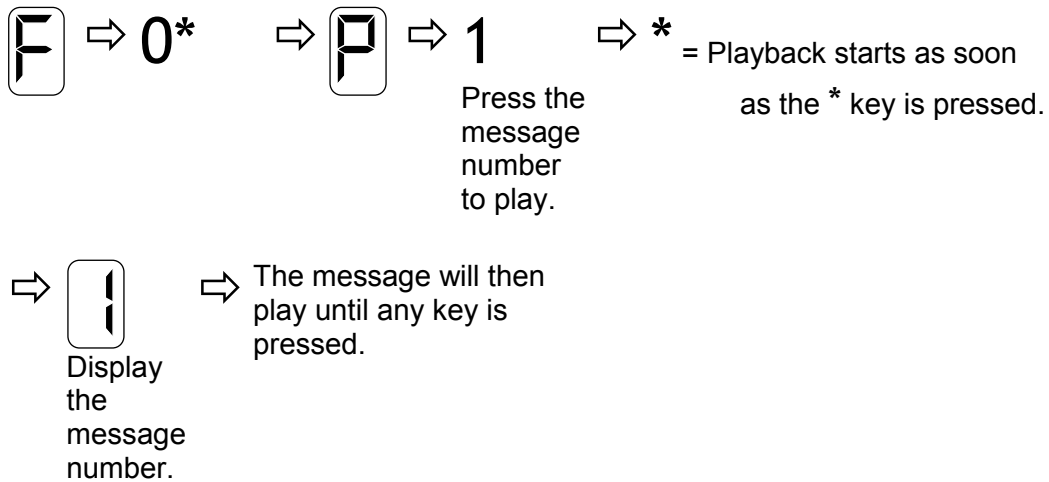 F ⇨ 0* ⇨ P ⇨ 1 ⇨ * = Playback starts as soon
as the * key is pressed.
Press the
message
number
to play.
⇨ 1 ⇨ The message will then
play until any key is
pressed.
Display
the
message
number.